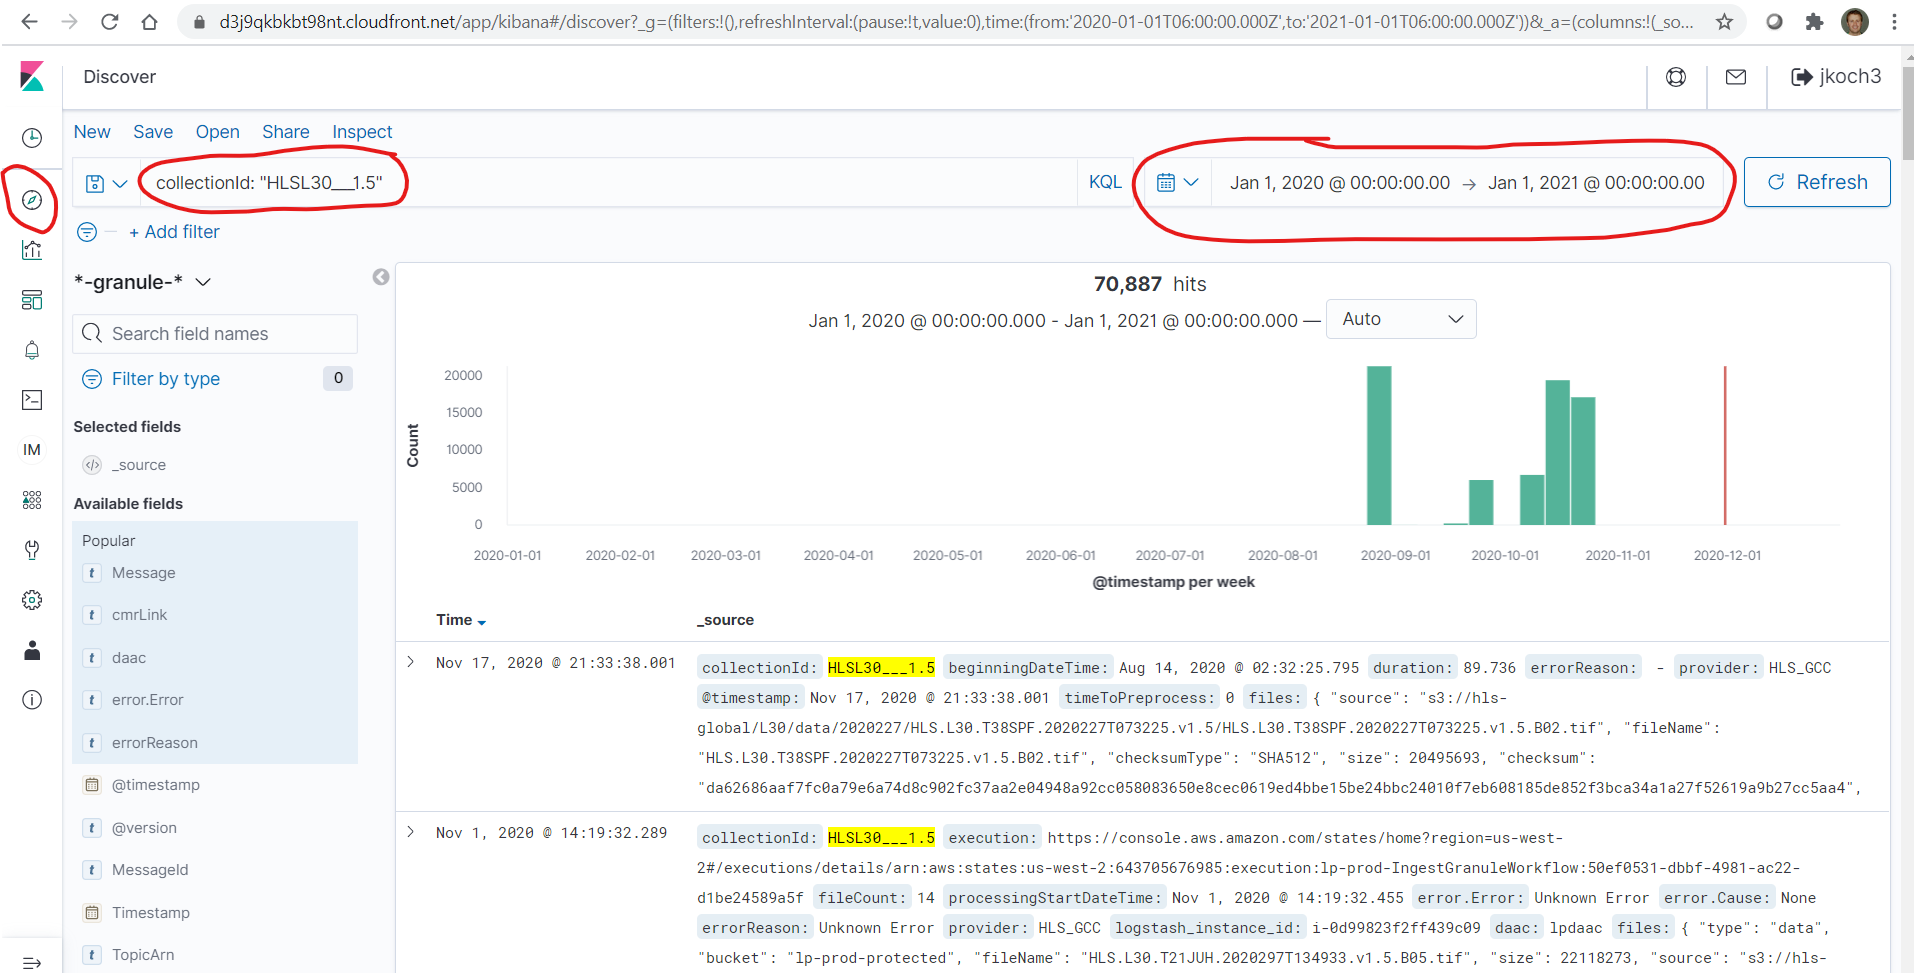 d3j9qkbkbt98nt.cloudfront.net/app/kibana#/discover?_g=(filters:!(),refreshInterval:(pause:!t,value:0),time:(from:'2020-01-01T06:00:00.000Z',to:'2021-01-01T06:00:00.000Z'))&_a=(columns:!(_so...
Discover
jkoch3
New Save Open Share Inspect
collectionId: "HLSL30___1.5"
KQL
Jan 1, 2020 @ 00:00:00.00 → Jan 1, 2021 @ 00:00:00.00
Refresh
+ Add filter
*-granule-*
Search field names
Filter by type 0
Selected fields
_source
Available fields
Popular
t Message
t cmrLink
t daac
t error.Error
t errorReason
@timestamp
t @version
t MessageId
Timestamp
t TopicArn
IM
70,887 hits
Jan 1, 2020 @ 00:00:00.000 - Jan 1, 2021 @ 00:00:00.000 — Auto
Count
20000
15000
10000
5000
0
2020-01-01 2020-02-01 2020-03-01 2020-04-01 2020-05-01 2020-06-01 2020-07-01 2020-08-01 2020-09-01 2020-10-01 2020-11-01 2020-12-01
@timestamp per week
Time _source
Nov 17, 2020 @ 21:33:38.001
collectionId: HLSL30___1.5 beginningDateTime: Aug 14, 2020 @ 02:32:25.795 duration: 89.736 errorReason: - provider: HLS_GCC
@timestamp: Nov 17, 2020 @ 21:33:38.001 timeToPreprocess: 0 files: { "source": "s3://hls-
global/L30/data/2020227/HLS.L30.T38SPF.2020227T073225.v1.5/HLS.L30.T38SPF.2020227T073225.v1.5.B02.tif", "fileName":
"HLS.L30.T38SPF.2020227T073225.v1.5.B02.tif", "checksumType": "SHA512", "size": 20495693, "checksum":
"da62686aaf7fc0a79e6a74d8c902fc37aa2e04948a92cc058083650e8cec0619ed4bbe15be24bbc24010f7eb608185de852f3bca34a1a27f52619a9b27cc5aa4",
Nov 1, 2020 @ 14:19:32.289
collectionId: HLSL30___1.5 execution: https://console.aws.amazon.com/states/home?region=us-west-
2#/executions/details/arn:aws:states:us-west-2:643705676985:execution:lp-prod-IngestGranuleWorkflow:50ef0531-dbbf-4981-ac22-
d1be24589a5f fileCount: 14 processingStartDateTime: Nov 1, 2020 @ 14:19:32.455 error.Error: Unknown Error error.Cause: None
errorReason: Unknown Error provider: HLS_GCC logstash_instance_id: i-0d99823f2ff439c09 daac: lpdaac files: { "type": "data",
"bucket": "lp-prod-protected", "fileName": "HLS.L30.T21JUH.2020297T134933.v1.5.B05.tif", "size": 22118273, "source": "s3://hls-